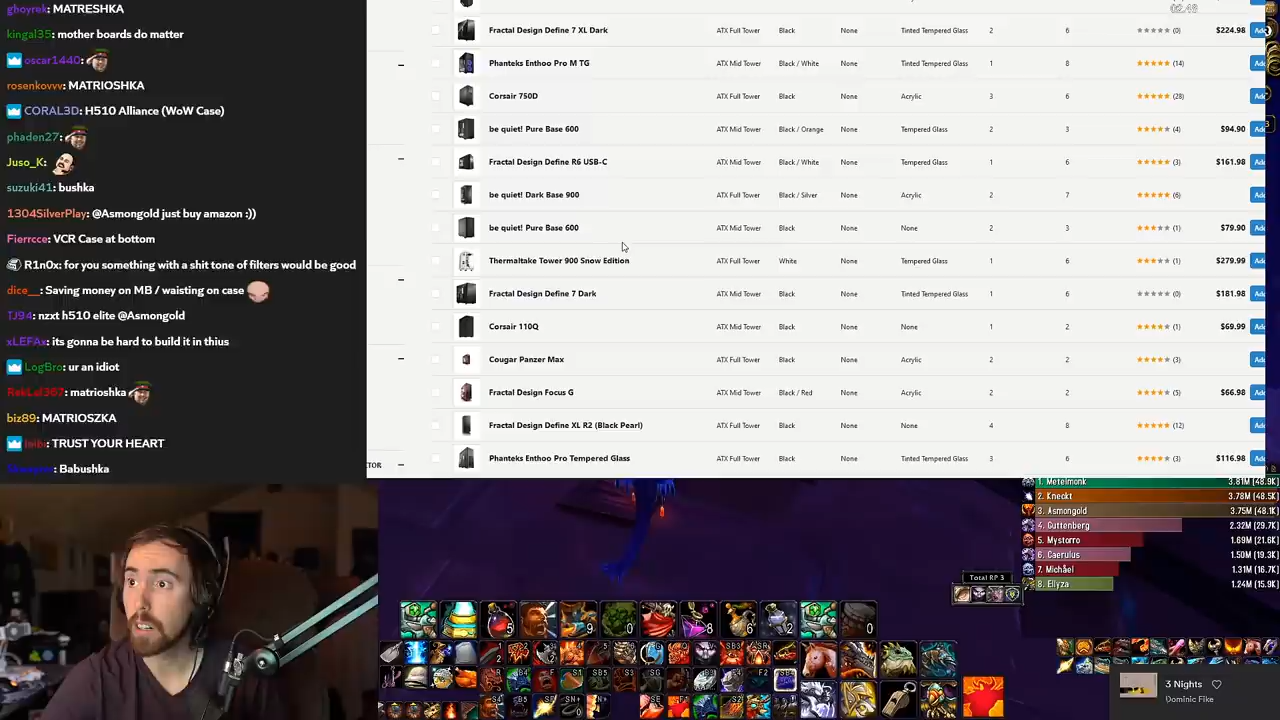 ghoyrek: MATRESHKA
kingal35: mother boards do matter
oscar1440:
rosenkovvv: MATRIOSHKA
CORAL3D: H510 Alliance (WoW Case)
phaden27:
Juso_K:
suzuki41: bushka
1304SilverPlay: @Asmongold just buy amazon :))
Fierrcce: VCR Case at bottom
R1n0x: for you something with a shit tone of filters would be good
dice__: Saving money on MB / waisting on case
TJ94: nzxt h510 elite @Asmongold
xLEFAx: its gonna be hard to build it in thius
LogBro: ur an idiot
matrioshka
biz89: MATRIOSZKA
TRUST YOUR HEART
Babushka
Fractal Design Define 7 XL Dark ATX Full Tower Black None Tinted Tempered Glass 2 6 (0) $224.98
Phanteks Enthoo Pro M TG ATX Mid Tower Black / White None Tinted Tempered Glass 1 8 (14)
Corsair 750D ATX Full Tower Black None Acrylic 3 6 (28)
be quiet! Pure Base 600 ATX Mid Tower Black / Orange None Tempered Glass 2 3 (4) $94.90
Fractal Design Define R6 USB-C ATX Mid Tower Black / White None Tempered Glass 1 6 (3) $161.98
be quiet! Dark Base 900 ATX Full Tower Black / Silver None Acrylic 2 7 (6)
be quiet! Pure Base 600 ATX Mid Tower Black None None 2 3 (1) $79.90
Thermaltake Tower 900 Snow Edition ATX Full Tower White None Tempered Glass 1 6 (1) $279.99
Fractal Design Define 7 Dark ATX Mid Tower Black None Tinted Tempered Glass 1 6 (0) $181.98
Corsair 110Q ATX Mid Tower Black None None 1 2 (1) $69.99
Cougar Panzer Max ATX Full Tower Black None Acrylic 2 2 (3)
Fractal Design Focus G ATX Mid Tower Black / Red None Acrylic 2 2 (5) $66.98
Fractal Design Define XL R2 (Black Pearl) ATX Full Tower Black None None 4 8 (12)
Phanteks Enthoo Pro Tempered Glass ATX Full Tower Black None Tinted Tempered Glass 3 6 (3) $116.98
1. Metelmonk 3.81M (48.9K)
2. Kneckt 3.78M (48.5K)
3. Asmongold 3.75M (48.1K)
4. Guttenberg 2.32M (29.7K)
5. Mystorro 1.69M (21.6K)
6. Caerulus 1.50M (19.3K)
7. Michâel 1.31M (16.7K)
8. Eliyza 1.24M (15.9K)
Total RP 3
3 Nights
Dominic Fike